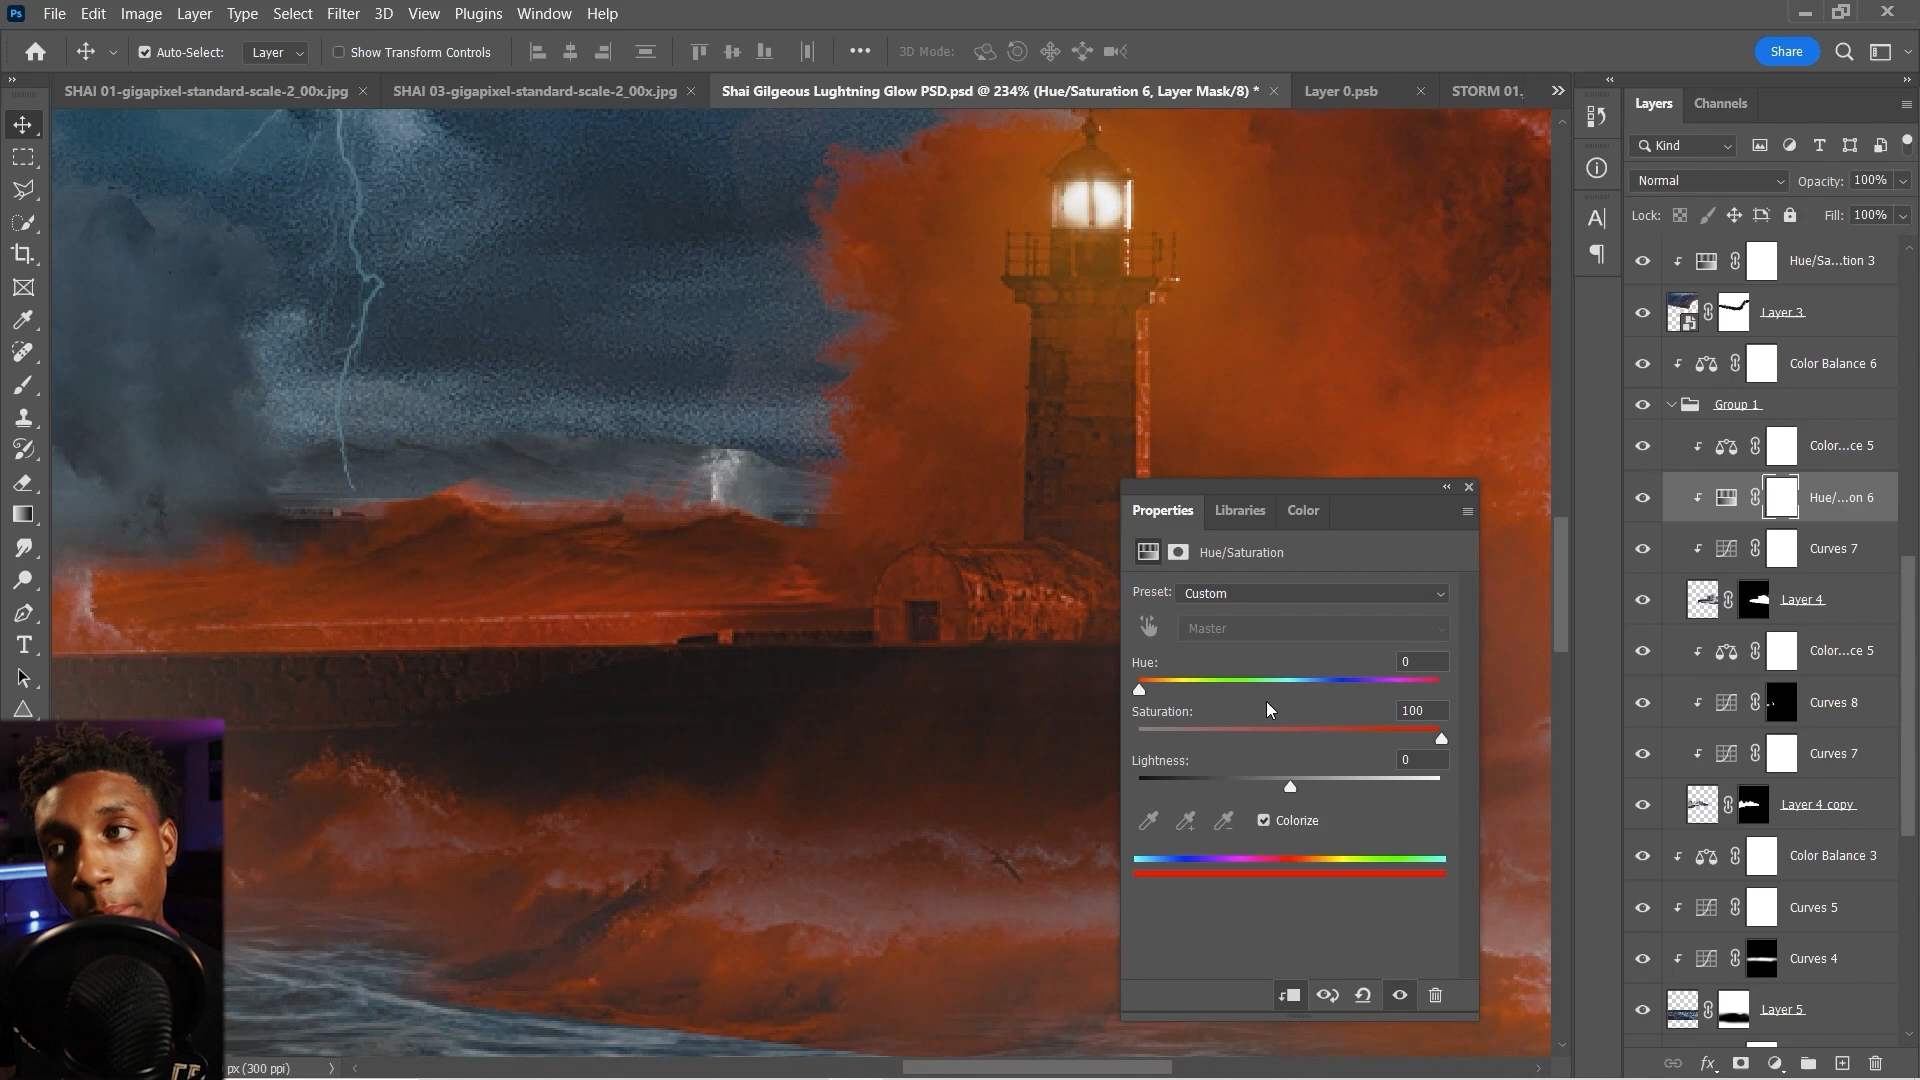 Ps File Edit Image Layer Type Select Filter 3D View Plugins Window Help
Auto-Select: Layer Show Transform Controls ••• 3D Mode: Share
SHAI 01-gigapixel-standard-scale-2_00x.jpg SHAI 03-gigapixel-standard-scale-2_00x.jpg Shai Gilgeous Lughtning Glow PSD.psd @ 234% (Hue/Saturation 6, Layer Mask/8) * Layer 0.psb STORM 01.
Layers Channels
Kind
Normal Opacity: 100%
Lock: Fill: 100%
Hue/Sa...tion 3
Layer 3
Color Balance 6
Group 1
Color...ce 5
Hue/...on 6
Curves 7
Layer 4
Color...ce 5
Curves 8
Curves 7
Layer 4 copy
Color Balance 3
Curves 5
Curves 4
Layer 5
Properties Libraries Color
Hue/Saturation
Preset: Custom
Master
Hue: 0
Saturation: 100
Lightness: 0
Colorize
px (300 ppi)